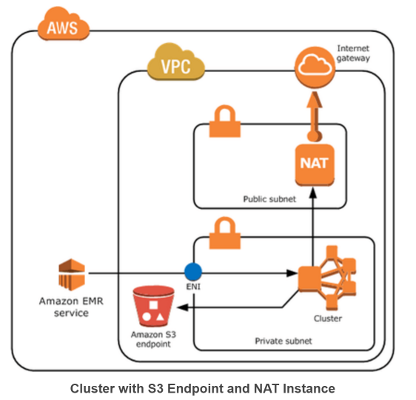 AWS
VPC
Internet
gateway
NAT
Public subnet
Amazon EMR
service
ENI
Amazon S3
endpoint
Cluster
Private subnet
Cluster with S3 Endpoint and NAT Instance